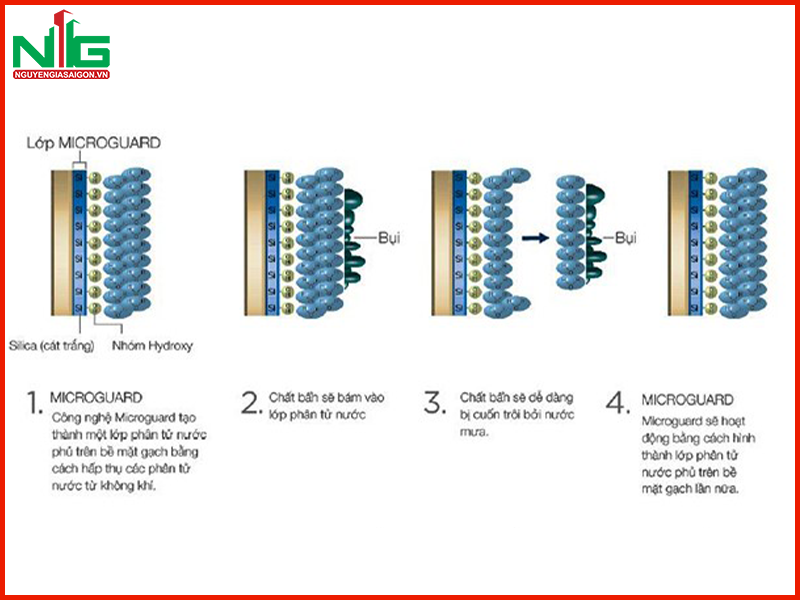 NG
NGUYENGIASAIGON.VN
Lớp MICROGUARD
Si
Si
Si
Si
Si
Si
Si
Si
Si
Bụi
Bụi
Silica (cát trắng)
Nhóm Hydroxy
1. MICROGUARD
Công nghệ Microguard tạo
thành một lớp phân tử nước
phủ trên bề mặt gạch bằng
cách hấp thụ các phân tử
nước từ không khí.
2. Chất bẩn sẽ bám vào
lớp phân tử nước
3. Chất bẩn sẽ dễ dàng
bị cuốn trôi bởi nước
mưa.
4. MICROGUARD
Microguard sẽ hoạt
động bằng cách hình
thành lớp phân tử
nước phủ trên bề
mặt gạch lần nữa.